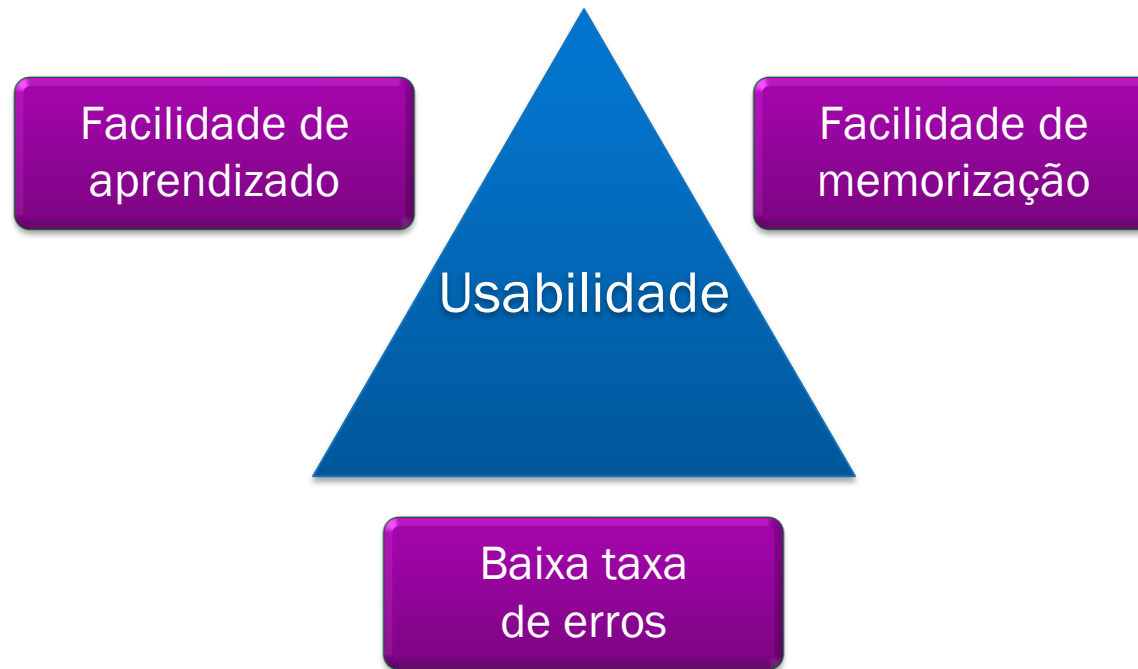 Facilidade de
aprendizado
Facilidade de
memorização
Usabilidade
Baixa taxa
de erros